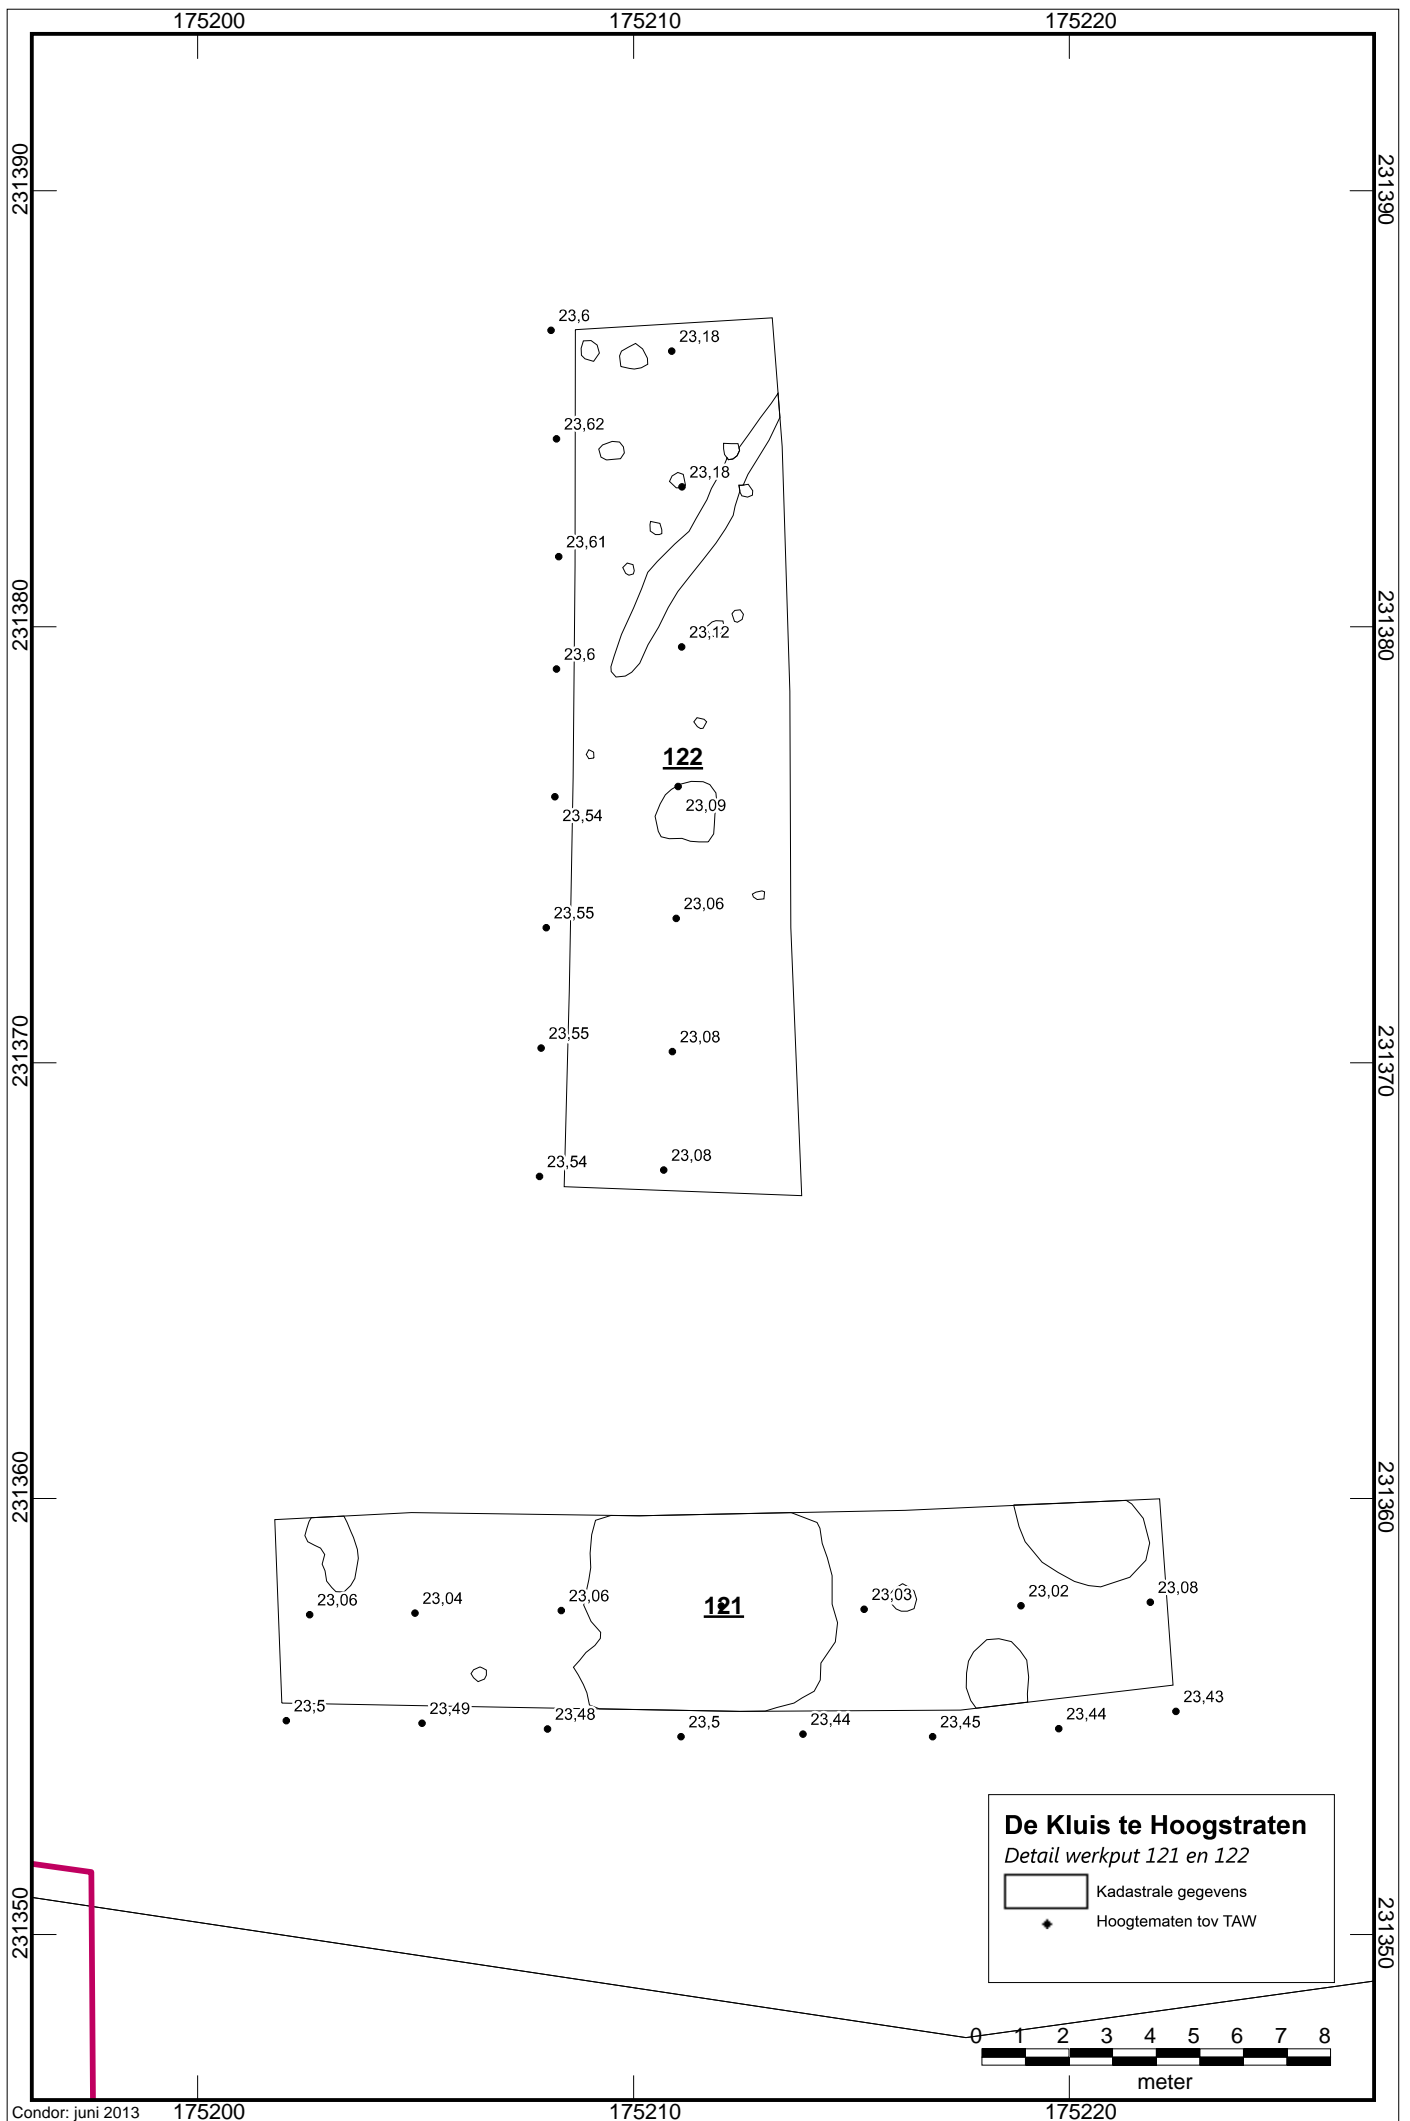 175200 175210 175220
231390 231390
23,6
23,18
23,62
23,18
23,61
231380 231380
23,12
23,6
122
23,09
23,54
23,06
23,55
23,55 23,08
231370 231370
23,08
23,54
231360 231360
23,06 23,04 23,06 121 23,03 23,02 23,08
23,5 23,49 23,48 23,5 23,44 23,45 23,44 23,43
De Kluis te Hoogstraten
Detail werkput 121 en 122
Kadastrale gegevens
Hoogtematen tov TAW
231350 231350
0 1 2 3 4 5 6 7 8
meter
Condor: juni 2013
175200 175210 175220